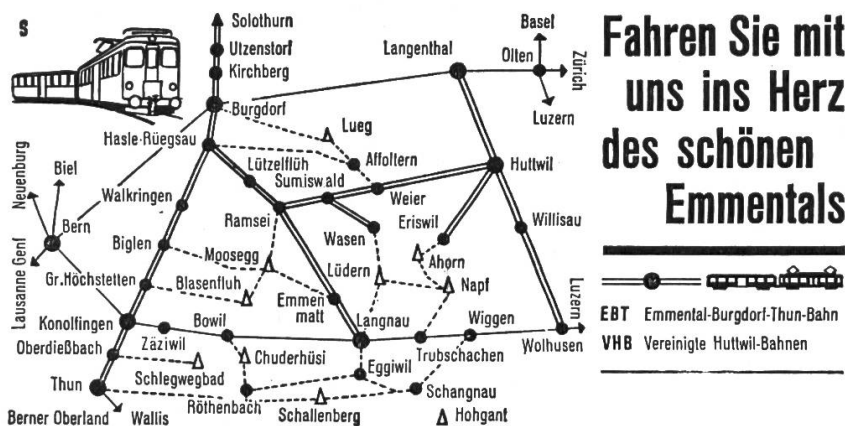 S
Solothurn
Utzenstorf
Kirchberg
Burgdorf
Hasle-Rüegsau
Langenthal
Basel
Olten
Zürich
Luzern
Lueg
Affoltern
Lützelflüh
Sumiswald
Weier
Huttwil
Neuenburg
Biel
Bern
Lausanne Genf
Walkringen
Ramsei
Wasen
Eriswil
Willisau
Biglen
Moosegg
Lüdern
Ahorn
Gr. Höchstetten
Blasenfluh
Emmenmatt
Napf
Luzern
Konolfingen
Zäziwil
Bowil
Langnau
Wiggen
Wolhusen
Oberdießbach
Chuderhüsi
Trubschachen
Schlegwegbad
Eggiwil
Thun
Röthenbach
Schangnau
Schallenberg
Hohgant
Berner Oberland
Wallis
Fahren Sie mit
uns ins Herz
des schönen
Emmentals
EBT Emmental-Burgdorf-Thun-Bahn
VHB Vereinigte Huttwil-Bahnen